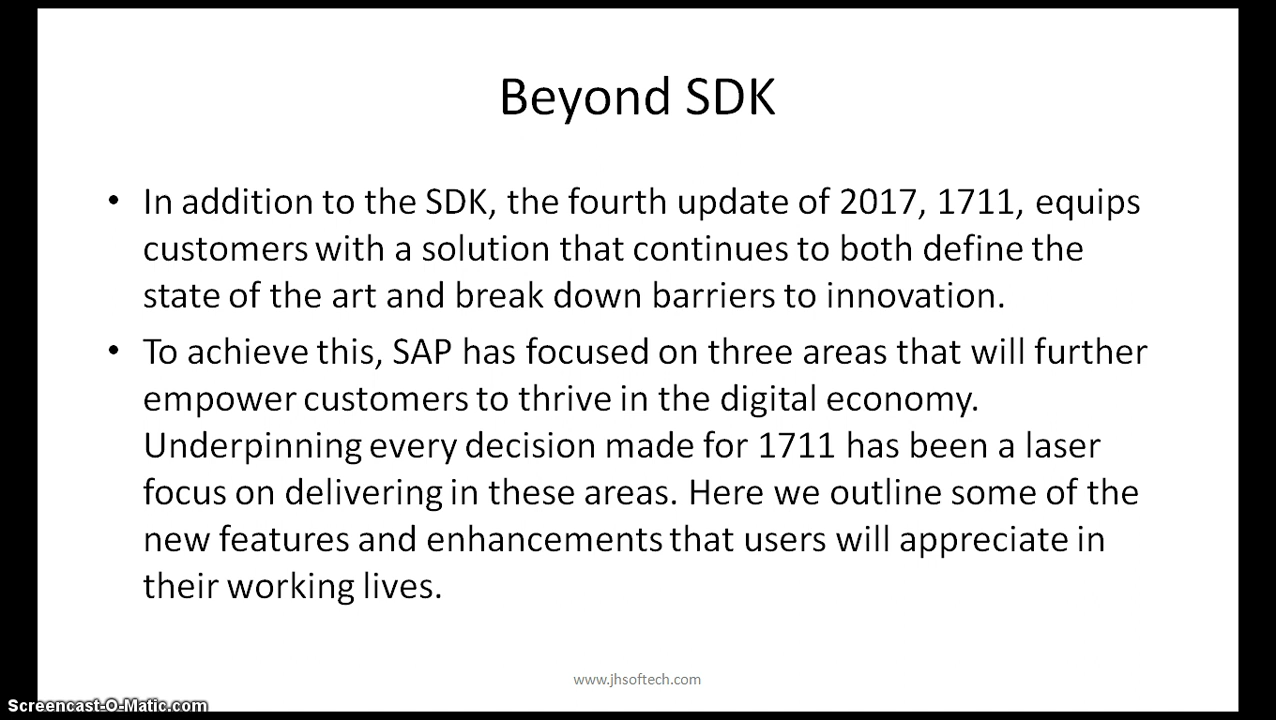 Beyond SDK
• In addition to the SDK, the fourth update of 2017, 1711, equips
customers with a solution that continues to both define the
state of the art and break down barriers to innovation.
• To achieve this, SAP has focused on three areas that will further
empower customers to thrive in the digital economy.
Underpinning every decision made for 1711 has been a laser
focus on delivering in these areas. Here we outline some of the
new features and enhancements that users will appreciate in
their working lives.
www.jhsoftech.com
Screencast-O-Matic.com